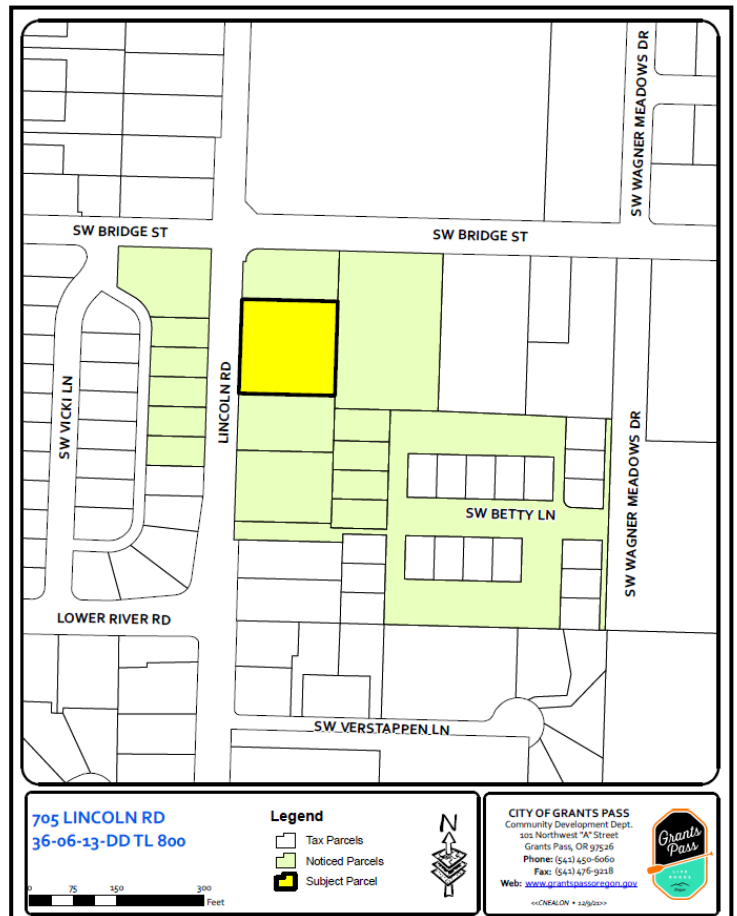 SW WAGNER MEADOWS DR
SW BRIDGE ST
SW BRIDGE ST
LINCOLN RD
SW VICKI LN
SW WAGNER MEADOWS DR
SW BETTY LN
LOWER RIVER RD
SW VERSTAPPEN LN
705 LINCOLN RD
36-06-13-DD TL 800
0 75 150 300
Feet
Legend
Tax Parcels
Noticed Parcels
Subject Parcel
N
CITY OF GRANTS PASS
Community Development Dept.
101 Northwest "A" Street
Grants Pass, OR 97526
Phone: (541) 450-6060
Fax: (541) 476-9218
Web: www.grantspassoregon.gov
<<CNEALON • 12/9/21>>
Grants
Pass